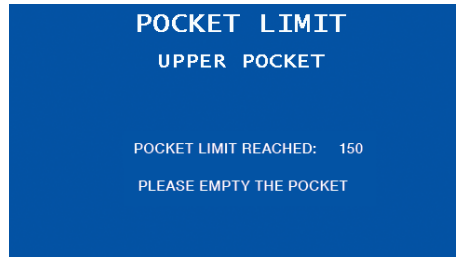 POCKET LIMIT
UPPER POCKET
POCKET LIMIT REACHED: 150
PLEASE EMPTY THE POCKET